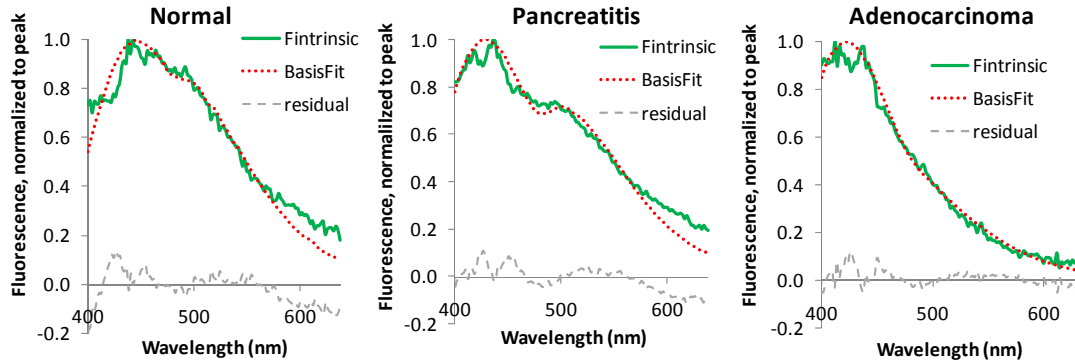 Normal
Fluorescence, normalized to peak
1.0
0.8
0.6
0.4
0.2
0.0
-0.2
400
500
600
Wavelength (nm)
Fintrinsic
BasisFit
residual
Pancreatitis
Fluorescence, normalilized to peak
1.0
0.8
0.6
0.4
0.2
0.0
-0.2
400
500
600
Wavelength (nm)
Fintrinsic
BasisFit
residual
Adenocarcinoma
Fluorescence, normalized to peak
1.0
0.8
0.6
0.4
0.2
0.0
-0.2
400
500
600
Wavelength (nm)
Fintrinsic
BasisFit
residual